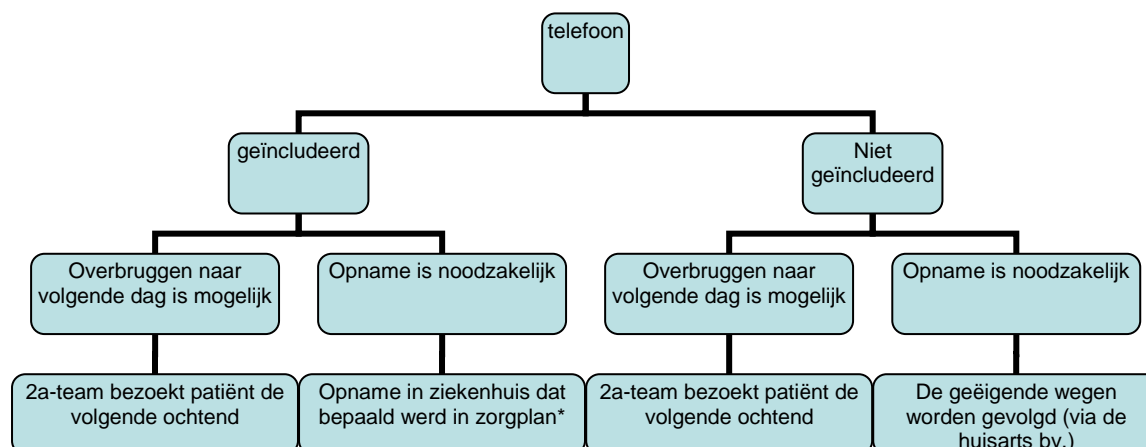 telefoon
geïncludeerd
Niet
geïncludeerd
Overbruggen naar
volgende dag is mogelijk
Opname is noodzakelijk
Overbruggen naar
volgende dag is mogelijk
Opname is noodzakelijk
2a-team bezoekt patiënt de
volgende ochtend
Opname in ziekenhuis dat
bepaald werd in zorgplan*
2a-team bezoekt patiënt de
volgende ochtend
De geëigende wegen
worden gevolgd (via de
huisarts bv.)